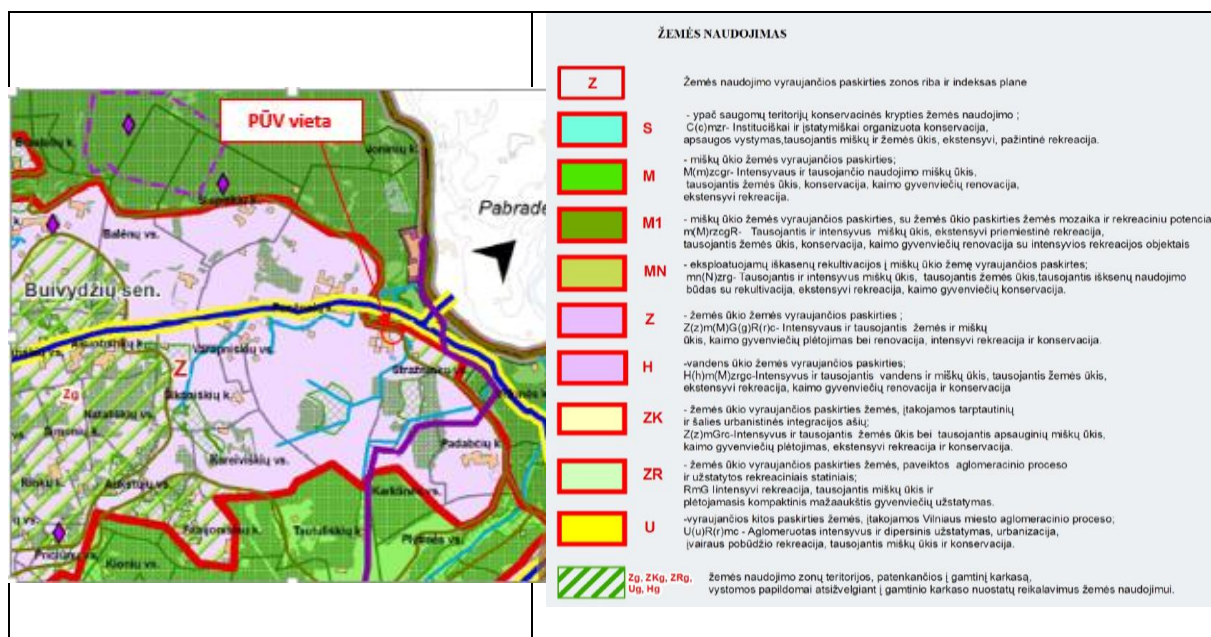 PŪV vieta
Joninių k.
Pabrade
Balėnų vs.
Buivydžių sen.
Z
Strazninkų vs.
Zg
Padabčių k.
Kareiviškių vs.
Karklinės vs.
Kionių k.
ŽEMĖS NAUDOJIMAS
Z
Žemės naudojimo vyraujančios paskirties zonos riba ir indeksas plane
S
- ypač saugomų teritorijų konservacinės krypties žemės naudojimo ;
C(c)mzr- Instituciškai ir įstatymiškai organizuota konservacija,
apsaugos vystymas,tausojantis miškų ir žemės ūkis, ekstensyvi, pažintinė rekreacija.
M
- miškų ūkio žemės vyraujančios paskirties;
M(m)zcgr- Intensyvaus ir tausojančio naudojimo miškų ūkis,
tausojantis žemės ūkis, konservacija, kaimo gyvenviečių renovacija,
ekstensyvi rekreacija.
M1
- miškų ūkio žemės vyraujančios paskirties, su žemės ūkio paskirties žemės mozaika ir rekreaciniu potencia
m(M)rzcgR- Tausojantis ir intensyvus miškų ūkis, ekstensyvi priemiestinė rekreacija,
tausojantis žemės ūkis, konservacija, kaimo gyvenviečių renovacija su intensyvios rekreacijos objektais
MN
- eksploatuojamų iškasenų rekultivacijos į miškų ūkio žemę vyraujančios paskirtes;
mn(N)zrg- Tausojantis ir intensyvus miškų ūkis, tausojantis žemės ūkis,tausojantis išksenų naudojimo
būdas su rekultivacija, ekstensyvi rekreacija, kaimo gyvenviečių konservacija.
Z
- žemės ūkio žemės vyraujančios paskirties ;
Z(z)m(M)G(g)R(r)c- Intensyvaus ir tausojantis žemės ir miškų
ūkis, kaimo gyvenviečių plėtojimas bei renovacija, intensyvi rekreacija ir konservacija.
H
-vandens ūkio žemės vyraujančios paskirties;
H(h)m(M)zrgc-Intensyvus ir tausojantis vandens ir miškų ūkis, tausojantis žemės ūkis,
ekstensyvi rekreacija, kaimo gyvenviečių renovacija ir konservacija
ZK
- žemės ūkio vyraujančios paskirties žemės, įtakojamos tarptautinių
ir šalies urbanistinės integracijos ašių;
Z(z)mGrc-Intensyvus ir tausojantis žemės ūkis bei tausojantis apsauginių miškų ūkis,
kaimo gyvenviečių plėtojimas, ekstensyvi rekreacija ir konservacija.
ZR
- žemės ūkio vyraujančios paskirties žemės, paveiktos aglomeracinio proceso
ir užstatytos rekreaciniais statiniais;
RmG Iintensyvi rekreacija, tausojantis miškų ūkis ir
plėtojamasis kompaktinis mažaaukštis gyvenviečių užstatymas.
U
-vyraujančios kitos paskirties žemės, įtakojamos Vilniaus miesto aglomeracinio proceso;
U(u)R(r)mc - Aglomeruotas intensyvus ir dipersinis užstatymas, urbanizacija,
įvairaus pobūdžio rekreacija, tausojantis miškų ūkis ir konservacija.
Zg, ZKg, ZRg,
Ug, Hg
žemės naudojimo zonų teritorijos, patenkančios į gamtinį karkasą,
vystomos papildomai atsižvelgiant į gamtinio karkaso nuostatų reikalavimus žemės naudojimui.